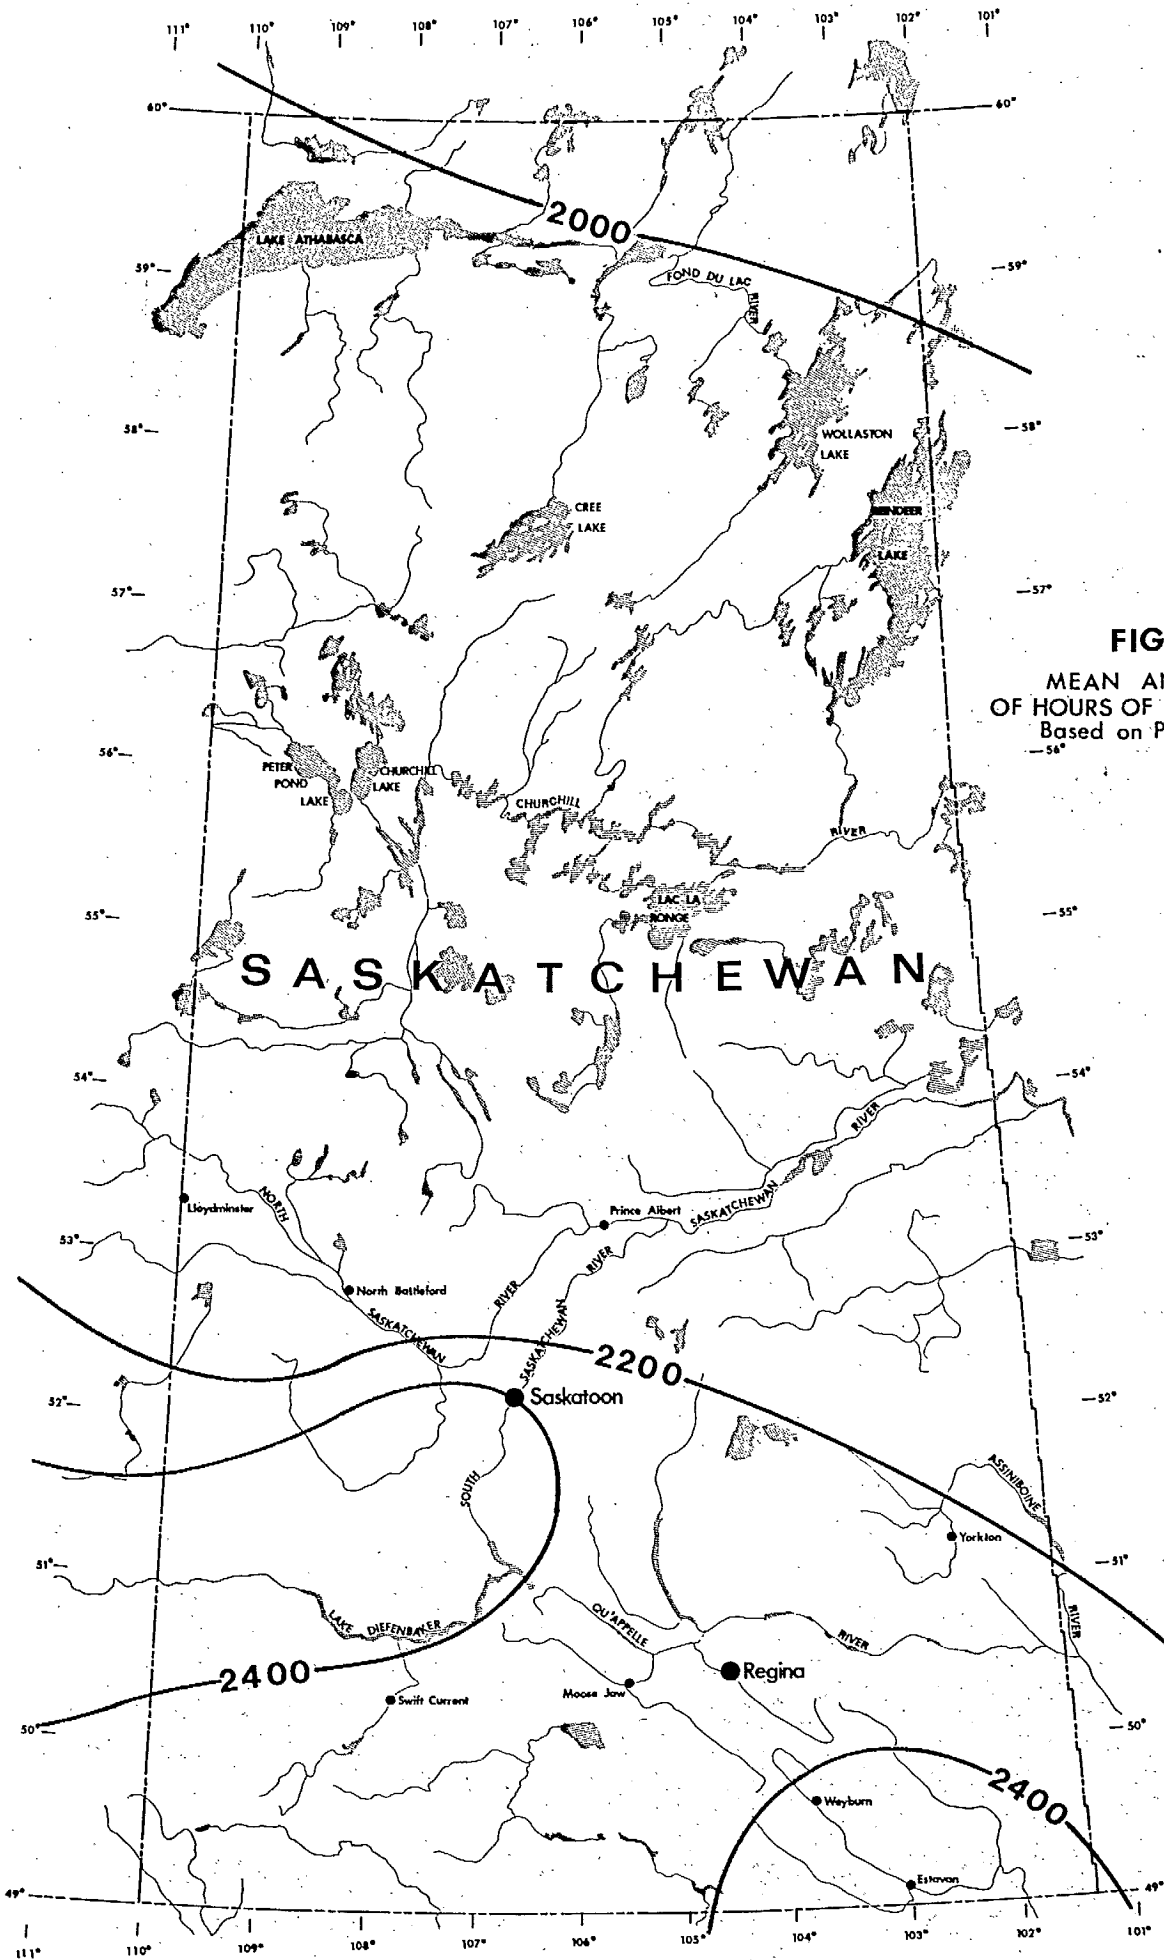 111° 110° 109° 108° 107° 106° 105° 104° 103° 102° 101°
60° 60°
2000
LAKE ATHABASCA
59° 59°
FOND DU LAC
RIVER
58° 58°
WOLLASTON
LAKE
CREE
LAKE
REINDEER
LAKE
57° 57°
FIG
MEAN AN
OF HOURS OF
Based on P
56° 56°
PETER
POND
LAKE
CHURCHILL
LAKE
CHURCHILL
RIVER
LAC LA
RONGE
55° 55°
SASKATCHEWAN
54° 54°
RIVER
Lloydminster
NORTH
Prince Albert
SASKATCHEWAN
53° 53°
North Battleford
RIVER
RIVER
SASKATCHEWAN
SASKATCHEWAN
2200
52° 52°
Saskatoon
SOUTH
ASSINIBOINE
Yorkton
51° 51°
LAKE DIEFENBAKER
QU'APPELLE
RIVER
RIVER
2400
Regina
Swift Current
Moose Jaw
50° 50°
2400
Weyburn
Estevan
49° 49°
111° 110° 109° 108° 107° 106° 105° 104° 103° 102° 101°